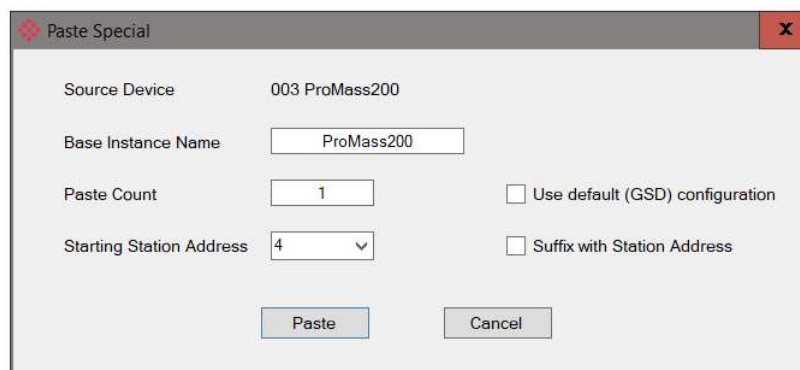 Paste Special
X
Source Device 003 ProMass200
Base Instance Name ProMass200
Paste Count 1 Use default (GSD) configuration
Starting Station Address 4 Suffix with Station Address
Paste Cancel